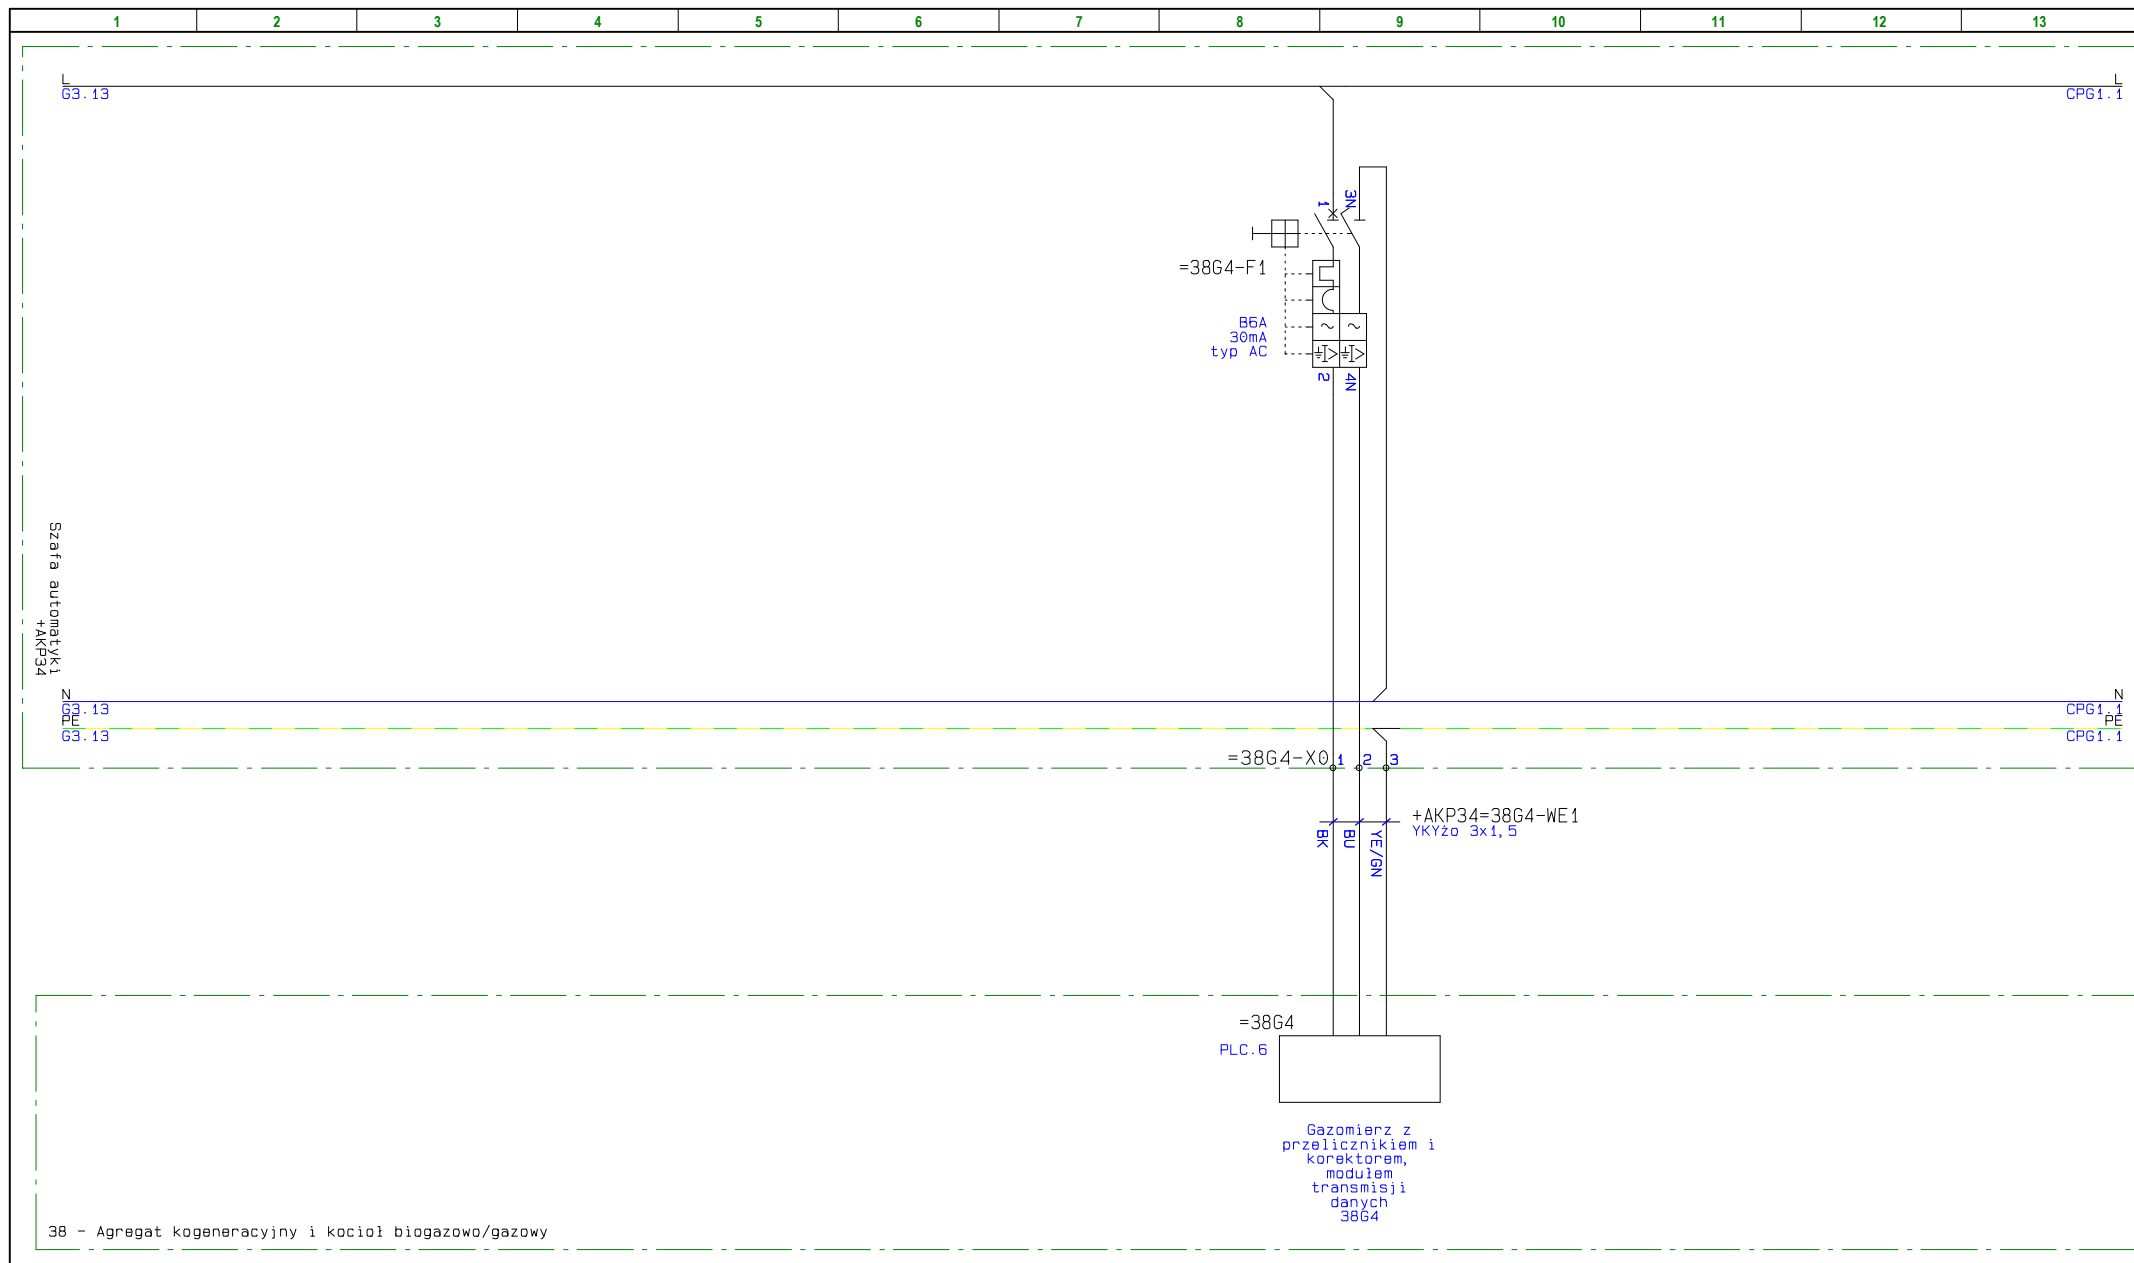 1 2 3 4 5 6 7 8 9 10 11 12 13
L L
G3.13 CPG1.1
1 3N
=38G4-F1
B6A
30mA
typ AC
2 4N
Szafa automatyki
+AKP34
N N
G3.13 CPG1.1
PE PE
G3.13 CPG1.1
=38G4-X0 1 2 3
+AKP34=38G4-WE1
YKYżo 3x1,5
BK BU YE/GN
=38G4
PLC.6
Gazomierz z
przelicznikiem i
korektorem,
modułem
transmisji
danych
38G4
38 - Agregat kogeneracyjny i kocioł biogazowo/gazowy